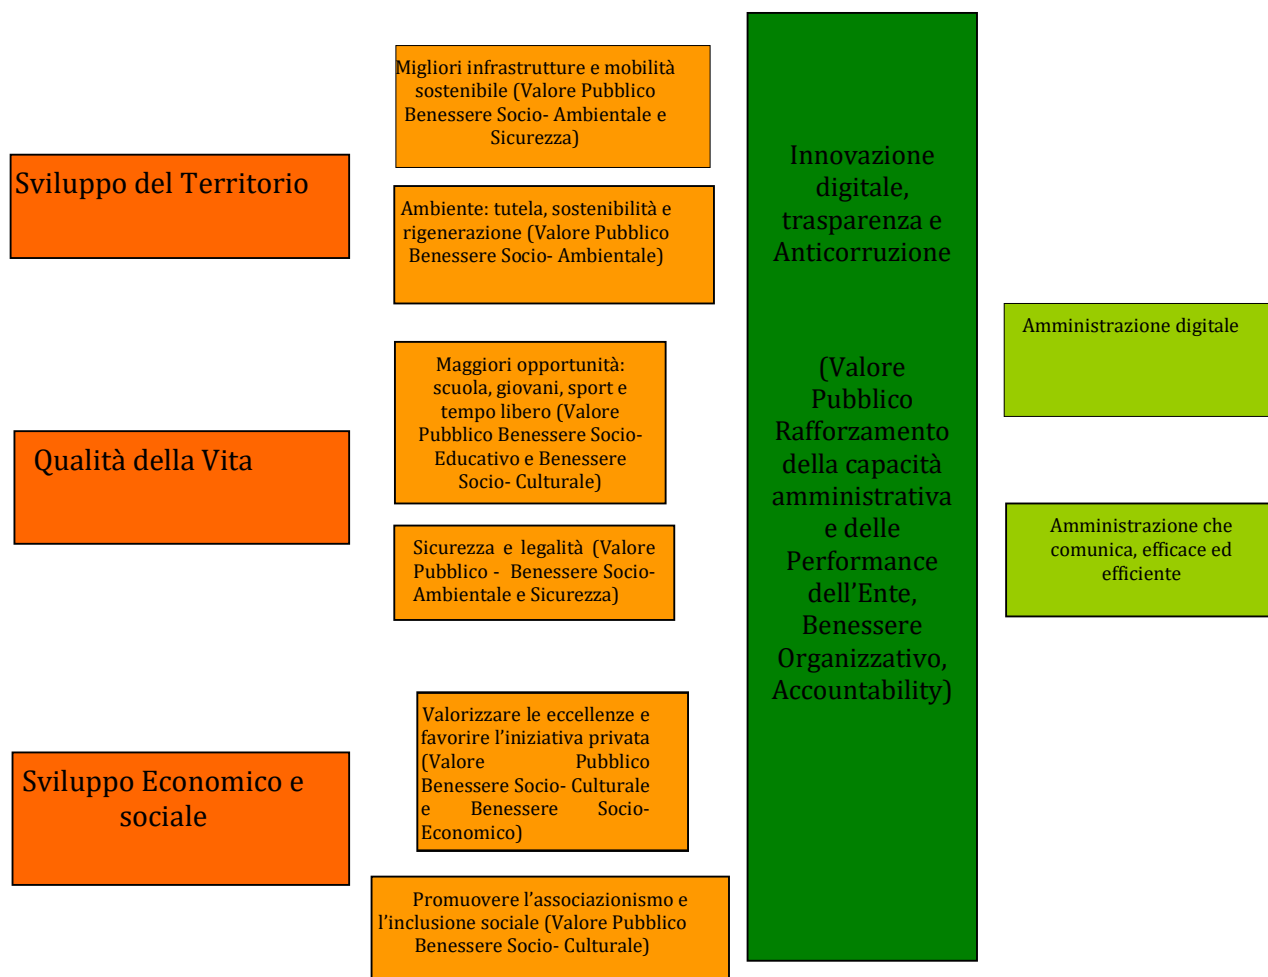 Migliori infrastrutture e mobilità
sostenibile (Valore Pubblico
Benessere Socio- Ambientale e
Sicurezza)
Sviluppo del Territorio
Ambiente: tutela, sostenibilità e
rigenerazione (Valore Pubblico
Benessere Socio- Ambientale)
Maggiori opportunità:
scuola, giovani, sport e
tempo libero (Valore
Pubblico Benessere Socio-
Educativo e Benessere
Socio- Culturale)
Qualità della Vita
Sicurezza e legalità (Valore
Pubblico - Benessere Socio-
Ambientale e Sicurezza)
Valorizzare le eccellenze e
favorire l’iniziativa privata
(Valore Pubblico
Benessere Socio- Culturale
e Benessere Socio-
Economico)
Sviluppo Economico e
sociale
Promuovere l’associazionismo e
l’inclusione sociale (Valore Pubblico
Benessere Socio- Culturale)
Innovazione
digitale,
trasparenza e
Anticorruzione
(Valore
Pubblico
Rafforzamento
della capacità
amministrativa
e delle
Performance
dell’Ente,
Benessere
Organizzativo,
Accountability)
Amministrazione digitale
Amministrazione che
comunica, efficace ed
efficiente